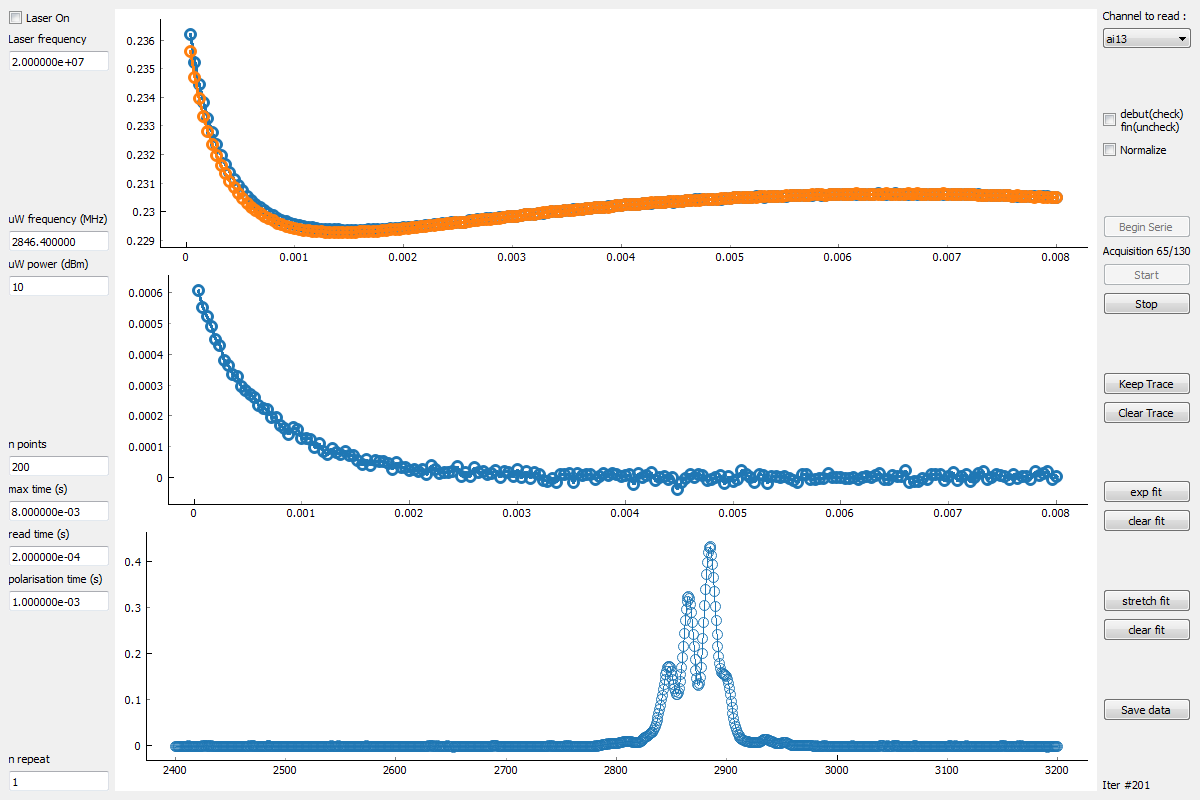 Laser On
Laser frequency
2.000000e+07
uW frequency (MHz)
2846.400000
uW power (dBm)
10
n points
200
max time (s)
8.000000e-03
read time (s)
2.000000e-04
polarisation time (s)
1.000000e-03
n repeat
1
0.236
0.235
0.234
0.233
0.232
0.231
0.23
0.229
0 0.001 0.002 0.003 0.004 0.005 0.006 0.007 0.008
0.0006
0.0005
0.0004
0.0003
0.0002
0.0001
0
0 0.001 0.002 0.003 0.004 0.005 0.006 0.007 0.008
0.4
0.3
0.2
0.1
0
2400 2500 2600 2700 2800 2900 3000 3100 3200
Channel to read :
ai13
debut(check)
fin(uncheck)
Normalize
Begin Serie
Acquisition 65/130
Start
Stop
Keep Trace
Clear Trace
exp fit
clear fit
stretch fit
clear fit
Save data
Iter #201